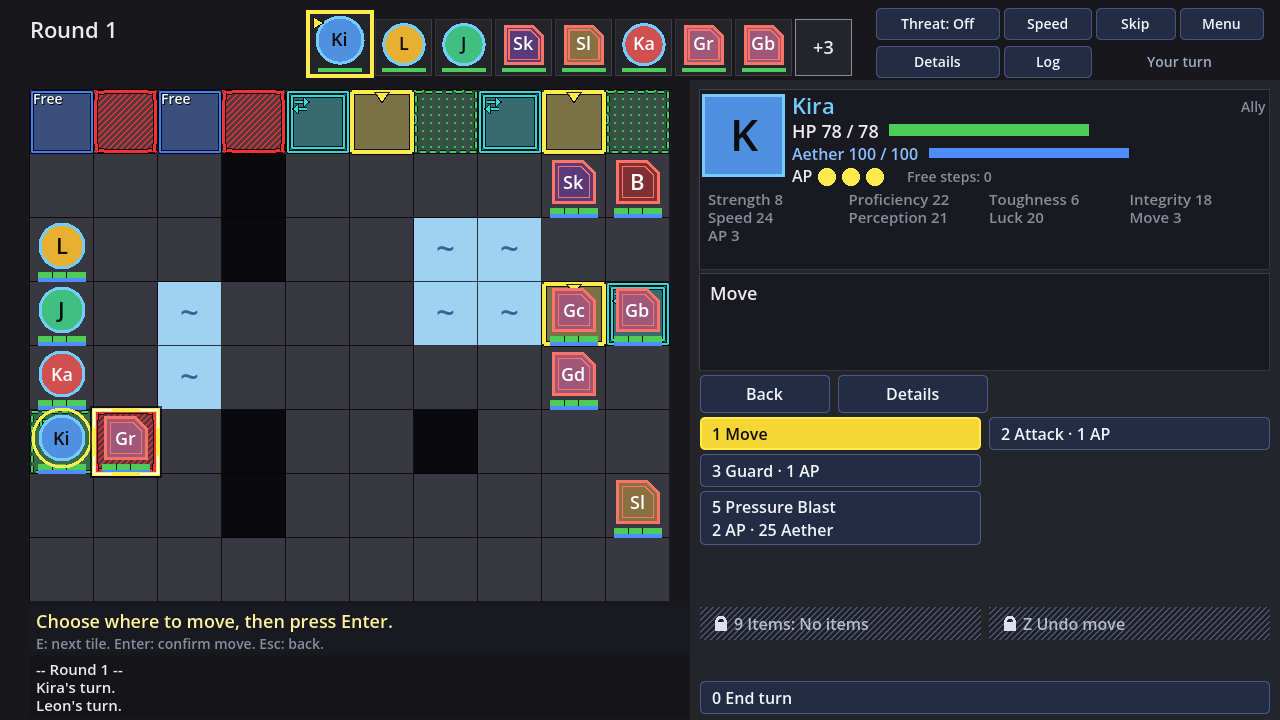 Round 1
Ki
L
J
Sk
Sl
Ka
Gr
Gb
+3
Threat: Off
Speed
Skip
Menu
Details
Log
Your turn
Free
Free
Sk
B
L
~
~
J
~
~
~
Gc
Gb
Ka
~
Gd
Ki
Gr
Sl
K
Kira
Ally
HP 78 / 78
Aether 100 / 100
AP
Free steps: 0
Strength 8
Proficiency 22
Toughness 6
Integrity 18
Speed 24
Perception 21
Luck 20
Move 3
AP 3
Move
Back
Details
1 Move
2 Attack · 1 AP
3 Guard · 1 AP
5 Pressure Blast
2 AP · 25 Aether
9 Items: No items
Z Undo move
0 End turn
Choose where to move, then press Enter.
E: next tile. Enter: confirm move. Esc: back.
-- Round 1 --
Kira's turn.
Leon's turn.